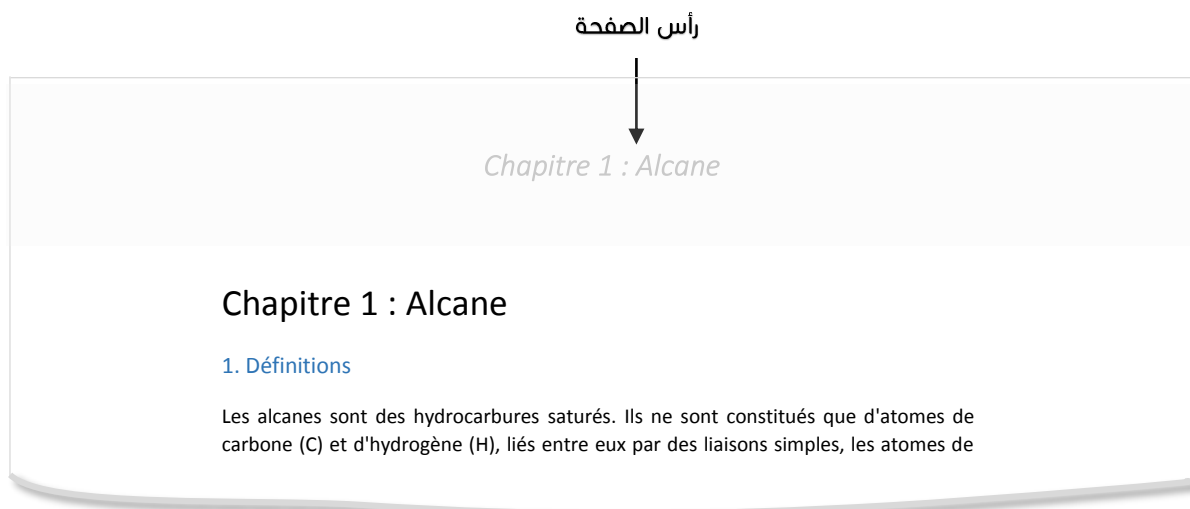 رأس الصفحة
Chapitre 1 : Alcane
Chapitre 1 : Alcane
1. Définitions
Les alcanes sont des hydrocarbures saturés. Ils ne sont constitués que d'atomes de
carbone (C) et d'hydrogène (H), liés entre eux par des liaisons simples, les atomes de